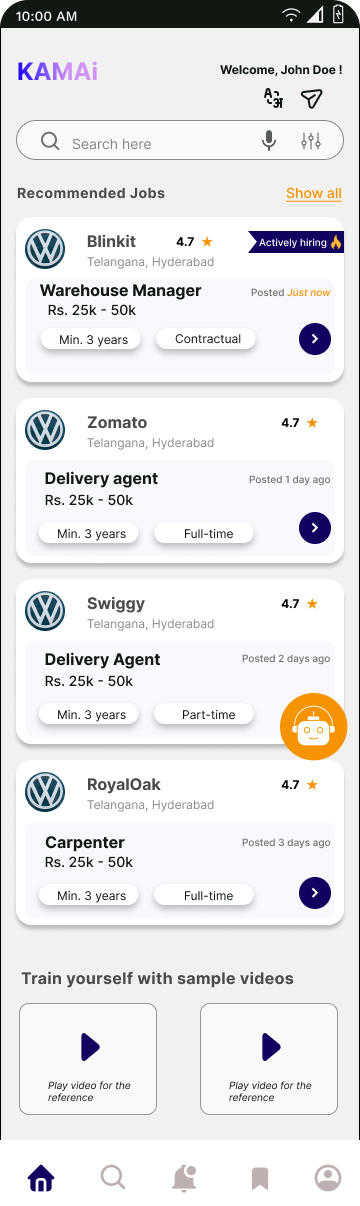 10:00 AM
KAMAi
Welcome, John Doe !
A अ
Search here
Recommended Jobs
Show all
Blinkit 4.7 ★ Actively hiring 🔥
Telangana, Hyderabad
Warehouse Manager Posted Just now
Rs. 25k - 50k
Min. 3 years Contractual
Zomato 4.7 ★
Telangana, Hyderabad
Delivery agent Posted 1 day ago
Rs. 25k - 50k
Min. 3 years Full-time
Swiggy 4.7 ★
Telangana, Hyderabad
Delivery Agent Posted 2 days ago
Rs. 25k - 50k
Min. 3 years Part-time
RoyalOak 4.7 ★
Telangana, Hyderabad
Carpenter Posted 3 days ago
Rs. 25k - 50k
Min. 3 years Full-time
Train yourself with sample videos
Play video for the
reference
Play video for the
reference